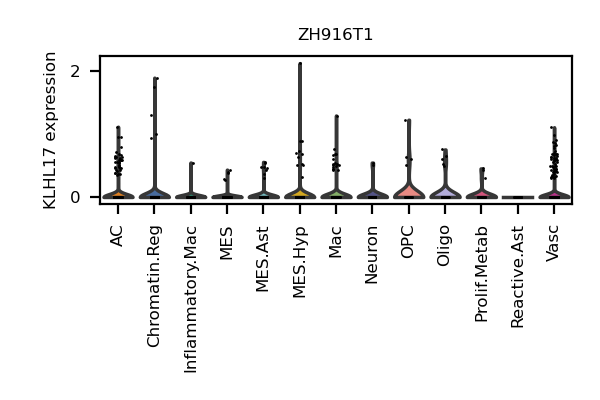 ZH916T1
KLHL17 expression
2
0
AC
Chromatin.Reg
Inflammatory.Mac
MES
MES.Ast
MES.Hyp
Mac
Neuron
OPC
Oligo
Prolif.Metab
Reactive.Ast
Vasc